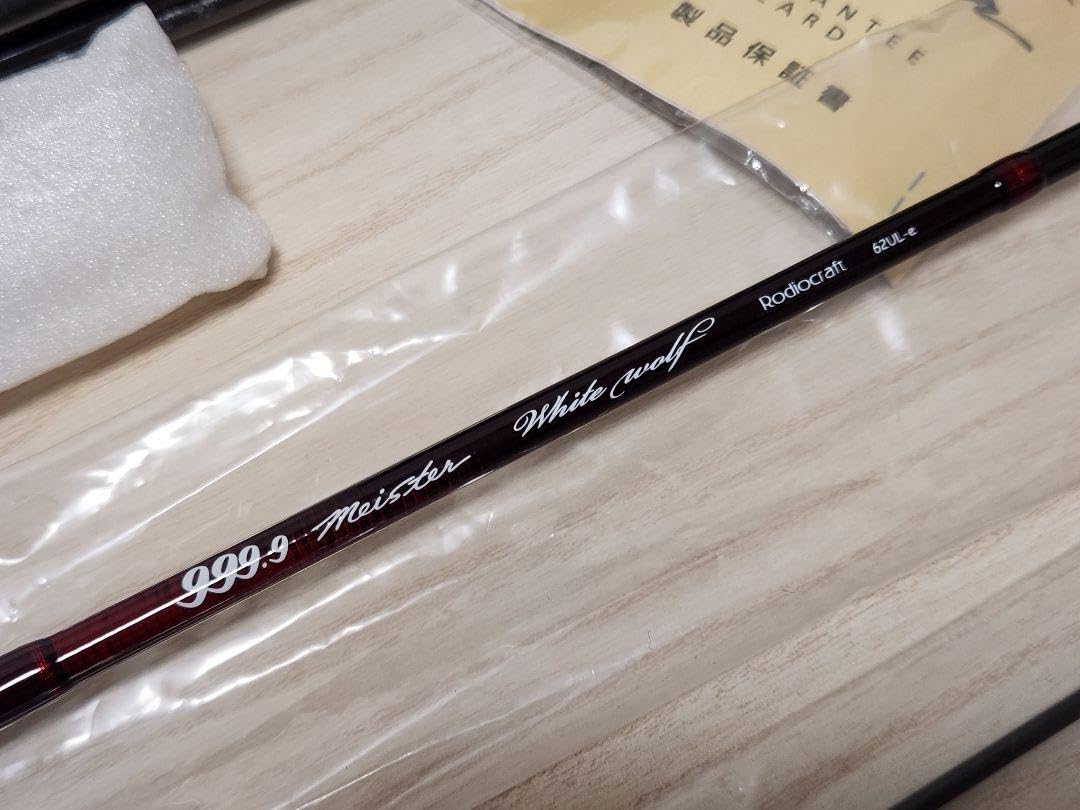 製品保証書
999.9 Meister White wolf Rodiocraft 62UL-e